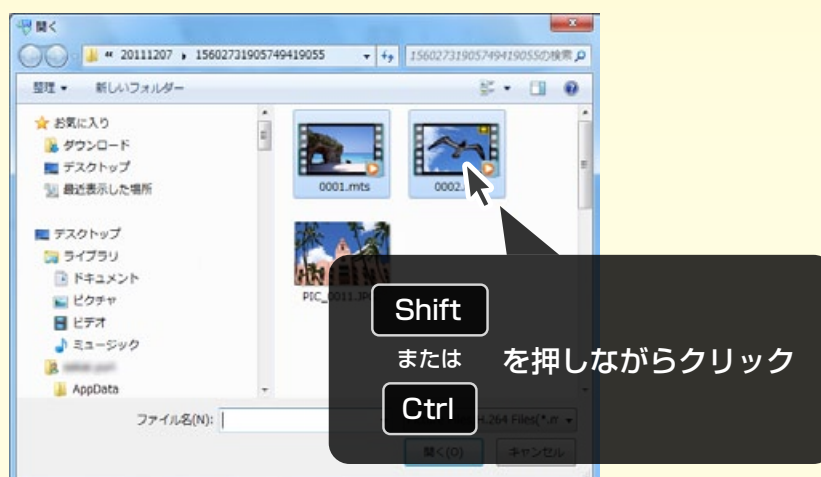 開く
« 20111207 ▸ 15602731905749419055
15602731905749419055の検索
整理 ▼ 新しいフォルダー
お気に入り
ダウンロード
デスクトップ
最近表示した場所
デスクトップ
ライブラリ
ドキュメント
ピクチャ
ビデオ
ミュージック
AppData
0001.mts
0002.
PIC_0011.JPG
ファイル名(N):
H.264 Files(*.m
開く(O)
キャンセル
Shift
または
Ctrl
を押しながらクリック